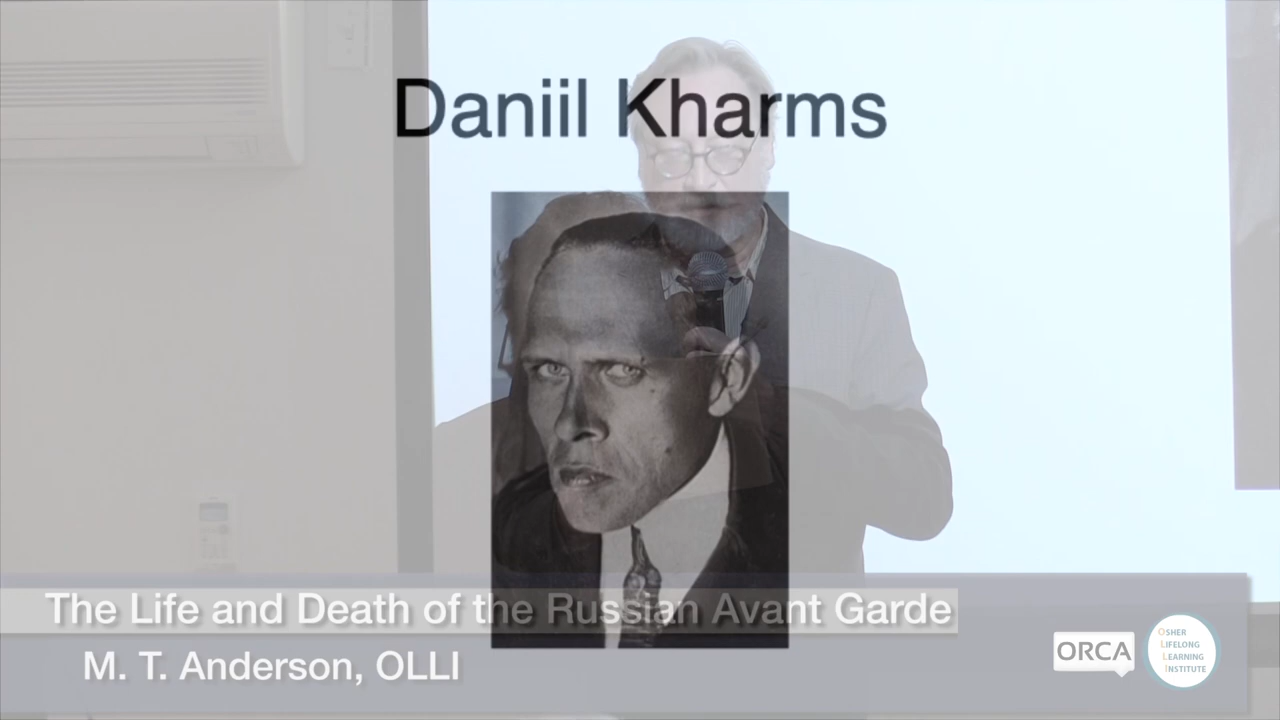 Daniil Kharms
The Life and Death of the Russian Avant Garde
M. T. Anderson, OLLI
ORCA
OSHER
LIFELONG
LEARNING
INSTITUTE